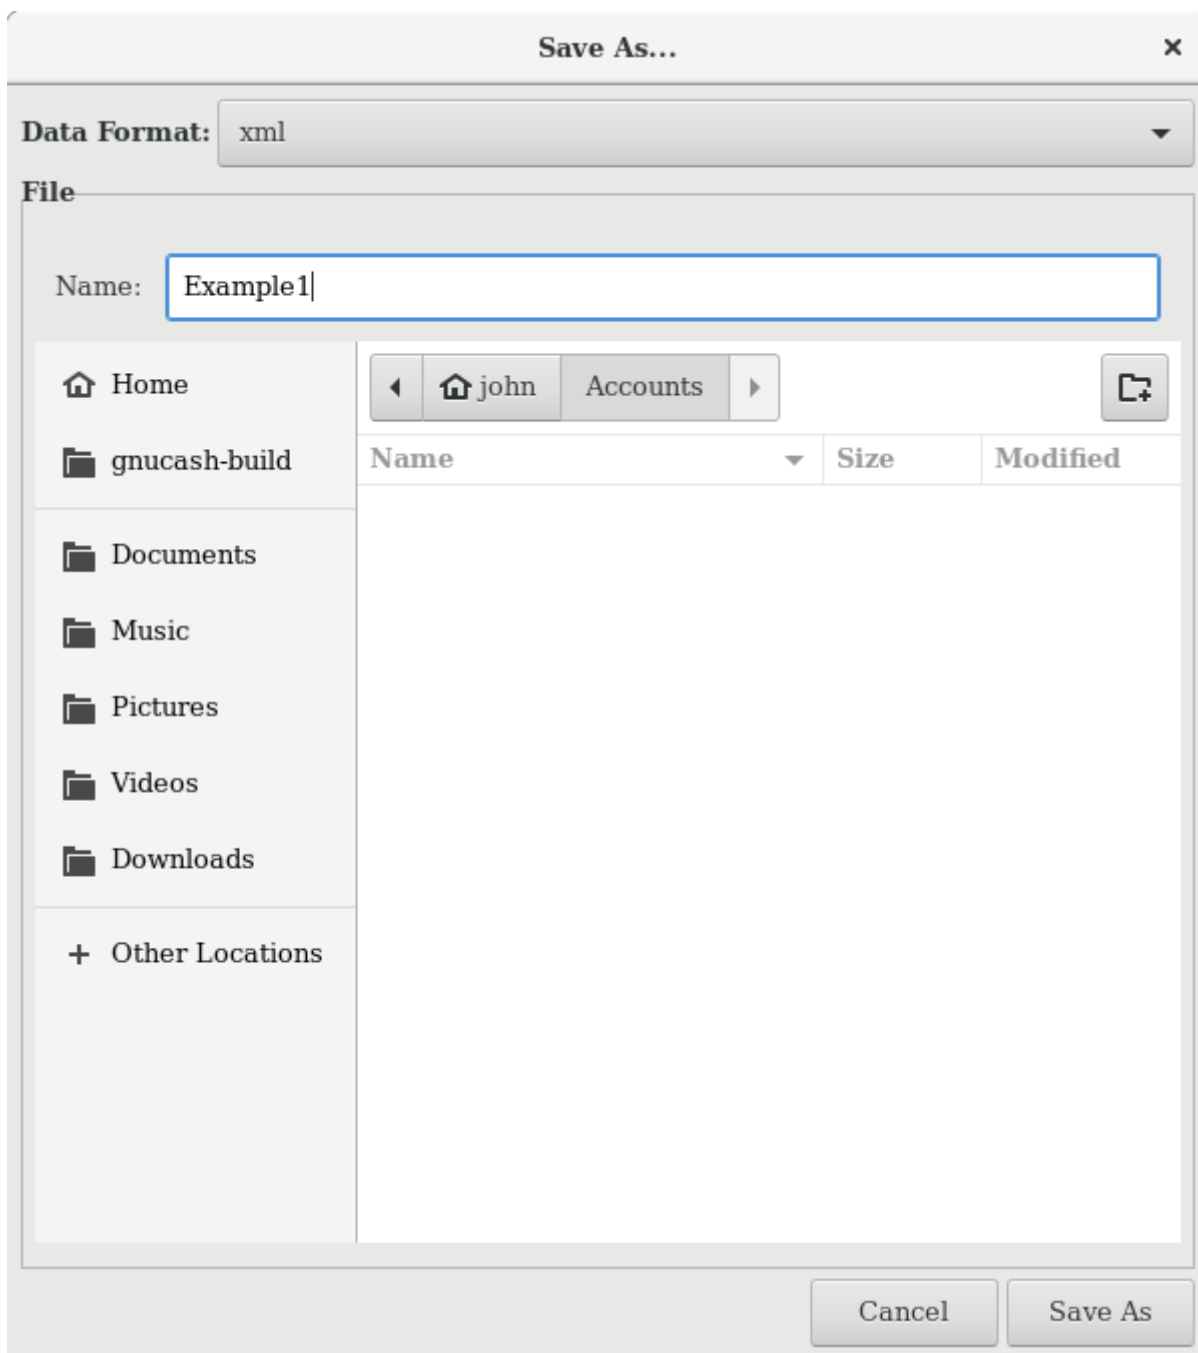 Save As...
Data Format: xml
File
Name: Example1
Home
gnucash-build
Documents
Music
Pictures
Videos
Downloads
Other Locations
john Accounts
Name Size Modified
Cancel Save As